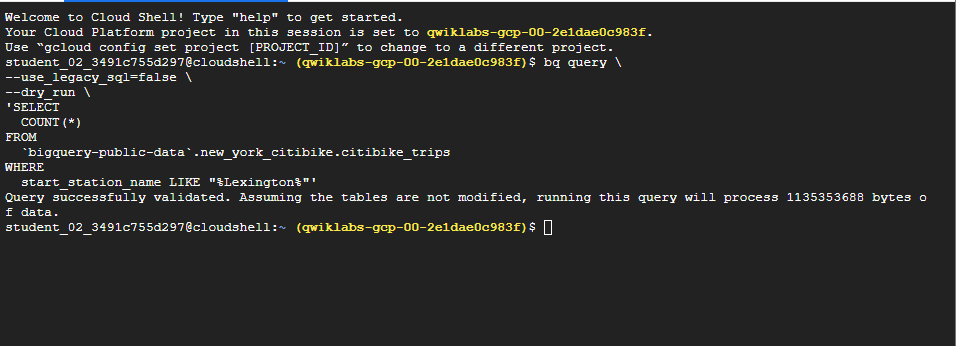 Welcome to Cloud Shell! Type "help" to get started.
Your Cloud Platform project in this session is set to qwiklabs-gcp-00-2e1dae0c983f.
Use “gcloud config set project [PROJECT_ID]” to change to a different project.
student_02_3491c755d297@cloudshell:~ (qwiklabs-gcp-00-2e1dae0c983f)$ bq query \
--use_legacy_sql=false \
--dry_run \
'SELECT
  COUNT(*)
FROM
  `bigquery-public-data`.new_york_citibike.citibike_trips
WHERE
  start_station_name LIKE "%Lexington%"'
Query successfully validated. Assuming the tables are not modified, running this query will process 1135353688 bytes o
f data.
student_02_3491c755d297@cloudshell:~ (qwiklabs-gcp-00-2e1dae0c983f)$